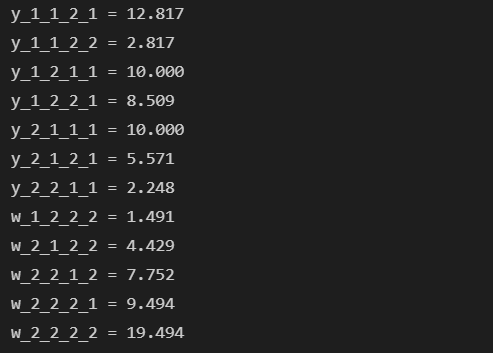 y_1_1_2_1 = 12.817
y_1_1_2_2 = 2.817
y_1_2_1_1 = 10.000
y_1_2_2_1 = 8.509
y_2_1_1_1 = 10.000
y_2_1_2_1 = 5.571
y_2_2_1_1 = 2.248
w_1_2_2_2 = 1.491
w_2_1_2_2 = 4.429
w_2_2_1_2 = 7.752
w_2_2_2_1 = 9.494
w_2_2_2_2 = 19.494